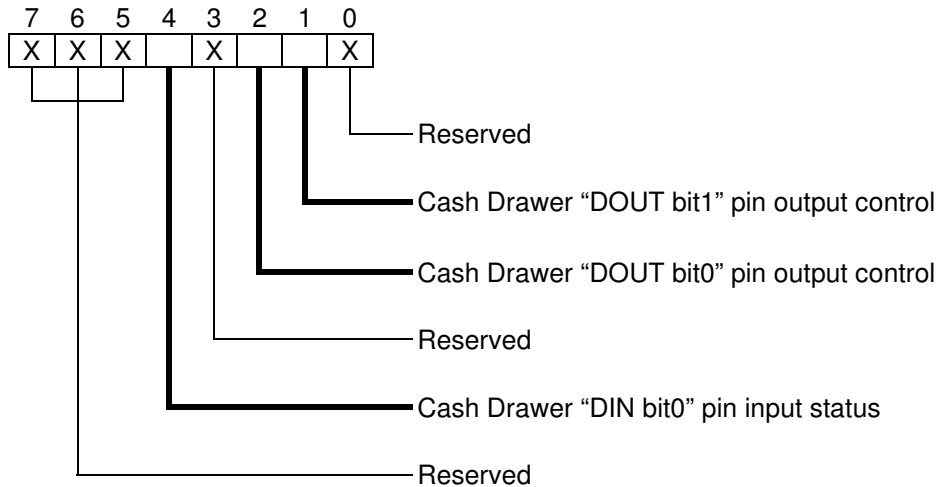 7 6 5 4 3 2 1 0
X X X X X
Reserved
Cash Drawer “DOUT bit1” pin output control
Cash Drawer “DOUT bit0” pin output control
Reserved
Cash Drawer “DIN bit0” pin input status
Reserved